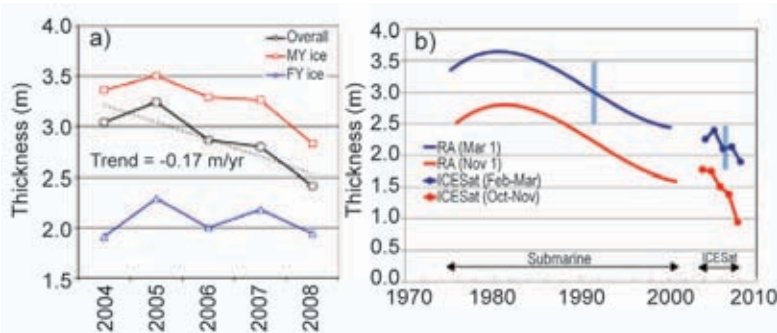 a)
Overall
MY ice
FY ice
Trend = -0.17 m/yr
Thickness (m)
4.0
3.5
3.0
2.5
2.0
1.5
2004
2005
2006
2007
2008
b)
RA (Mar 1)
RA (Nov 1)
ICESat (Feb-Mar)
ICESat (Oct-Nov)
Submarine
ICESat
Thickness (m)
4.0
3.5
3.0
2.5
2.0
1.5
1.0
0.5
0.0
1970
1980
1990
2000
2010